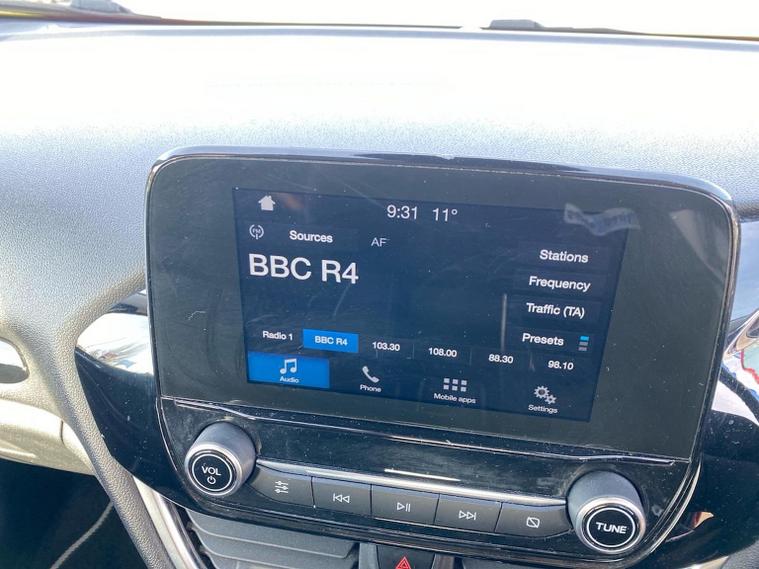 9:31 11°
FM Sources AF
Stations
BBC R4
Frequency
Traffic (TA)
Presets
Radio 1 BBC R4 103.30 108.00 88.30 98.10
Audio Phone Mobile apps Settings
VOL
TUNE